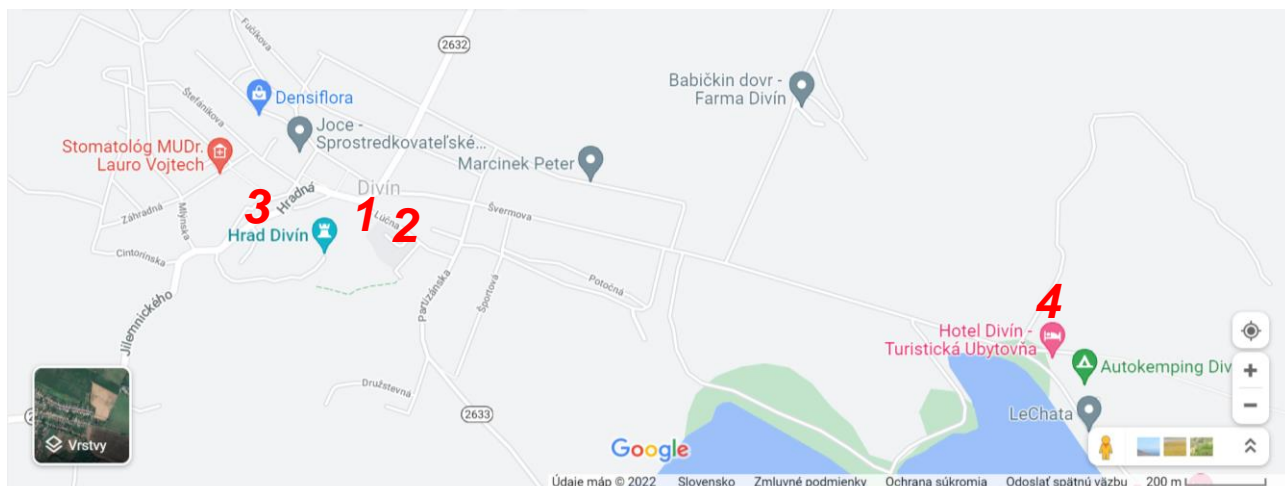 Fučíkova
2632
Babičkin dovr -
Farma Divín
Štefánikova
Densiflora
Joce -
Sprostredkovateľské...
Stomatológ MUDr.
Lauro Vojtech
Marcinek Peter
Divín
Hradná
3
1
Lúčna
2
Švermova
Záhradná
Mlynska
Hrad Divín
Cintorínska
Jilemnického
Partizánska
Športová
Potočná
4
Hotel Divín -
Turistická Ubytovňa
Autokemping Div
Družstevná
2633
LeChata
Vrstvy
Google
Údaje máp © 2022 Slovensko Zmluvné podmienky Ochrana súkromia Odoslať spätnú väzbu 200 m